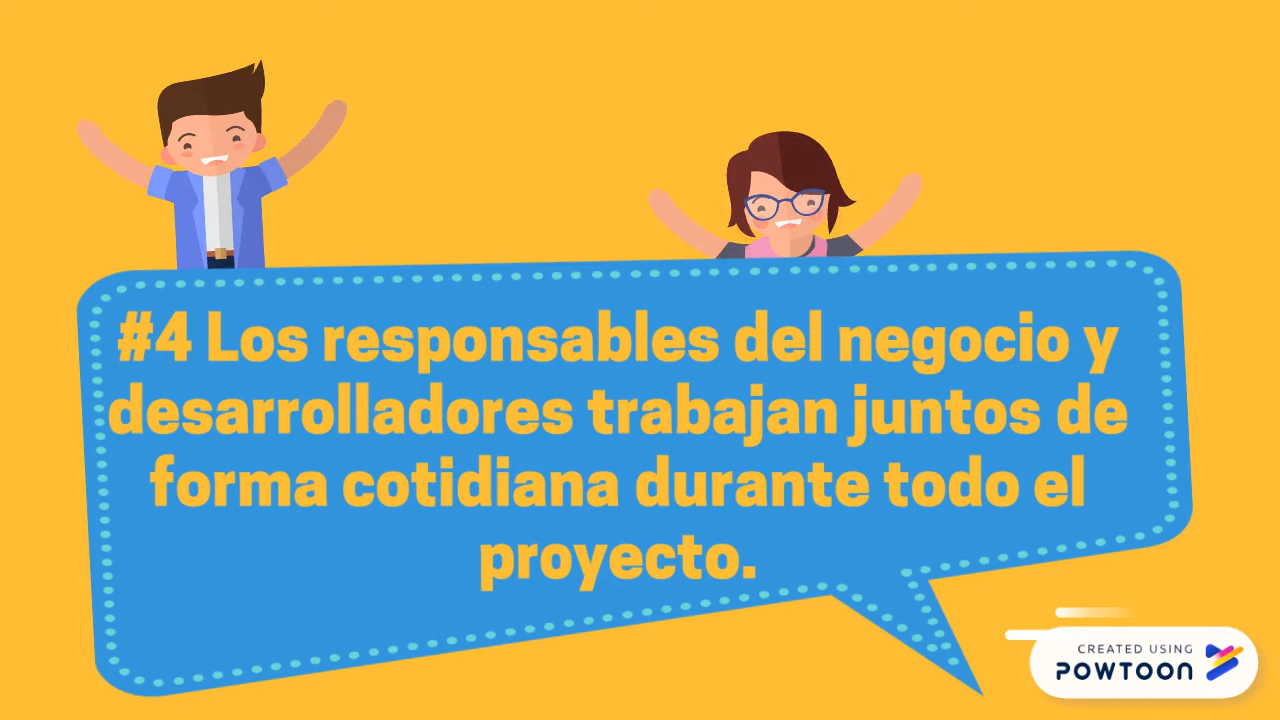 #4 Los responsables del negocio y
desarrolladores trabajan juntos de
forma cotidiana durante todo el
proyecto.
CREATED USING
POWTOON